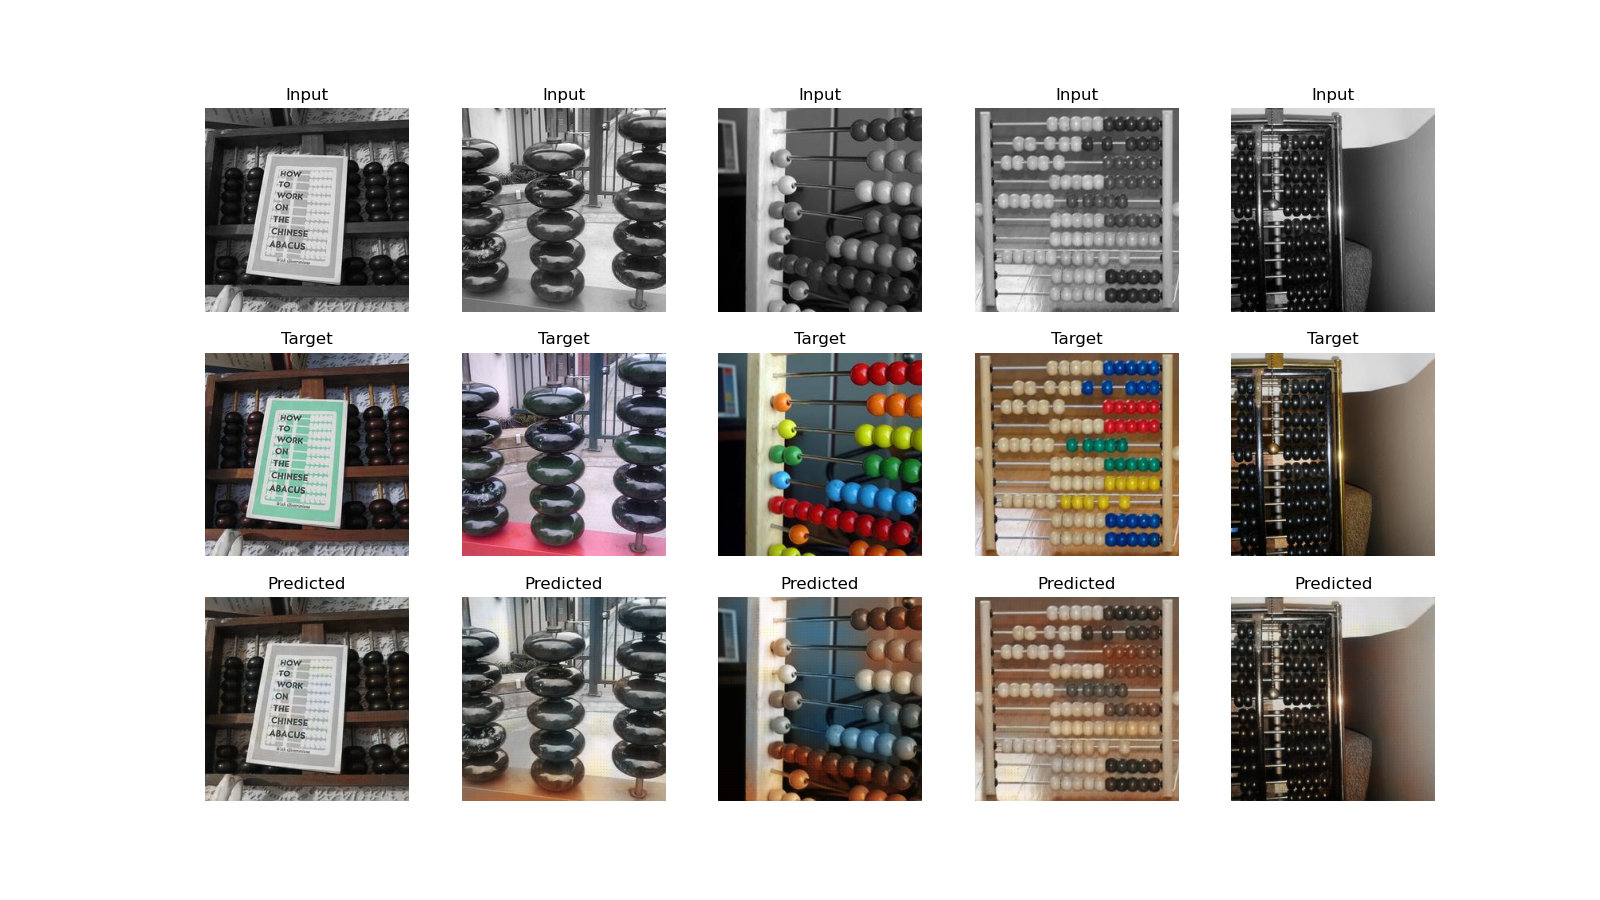 Input Input Input Input Input
HOW
TO
WORK
ON
THE
CHINESE
ABACUS
Target Target Target Target Target
HOW
TO
WORK
ON
THE
CHINESE
ABACUS
Predicted Predicted Predicted Predicted Predicted
HOW
TO
WORK
ON
THE
CHINESE
ABACUS